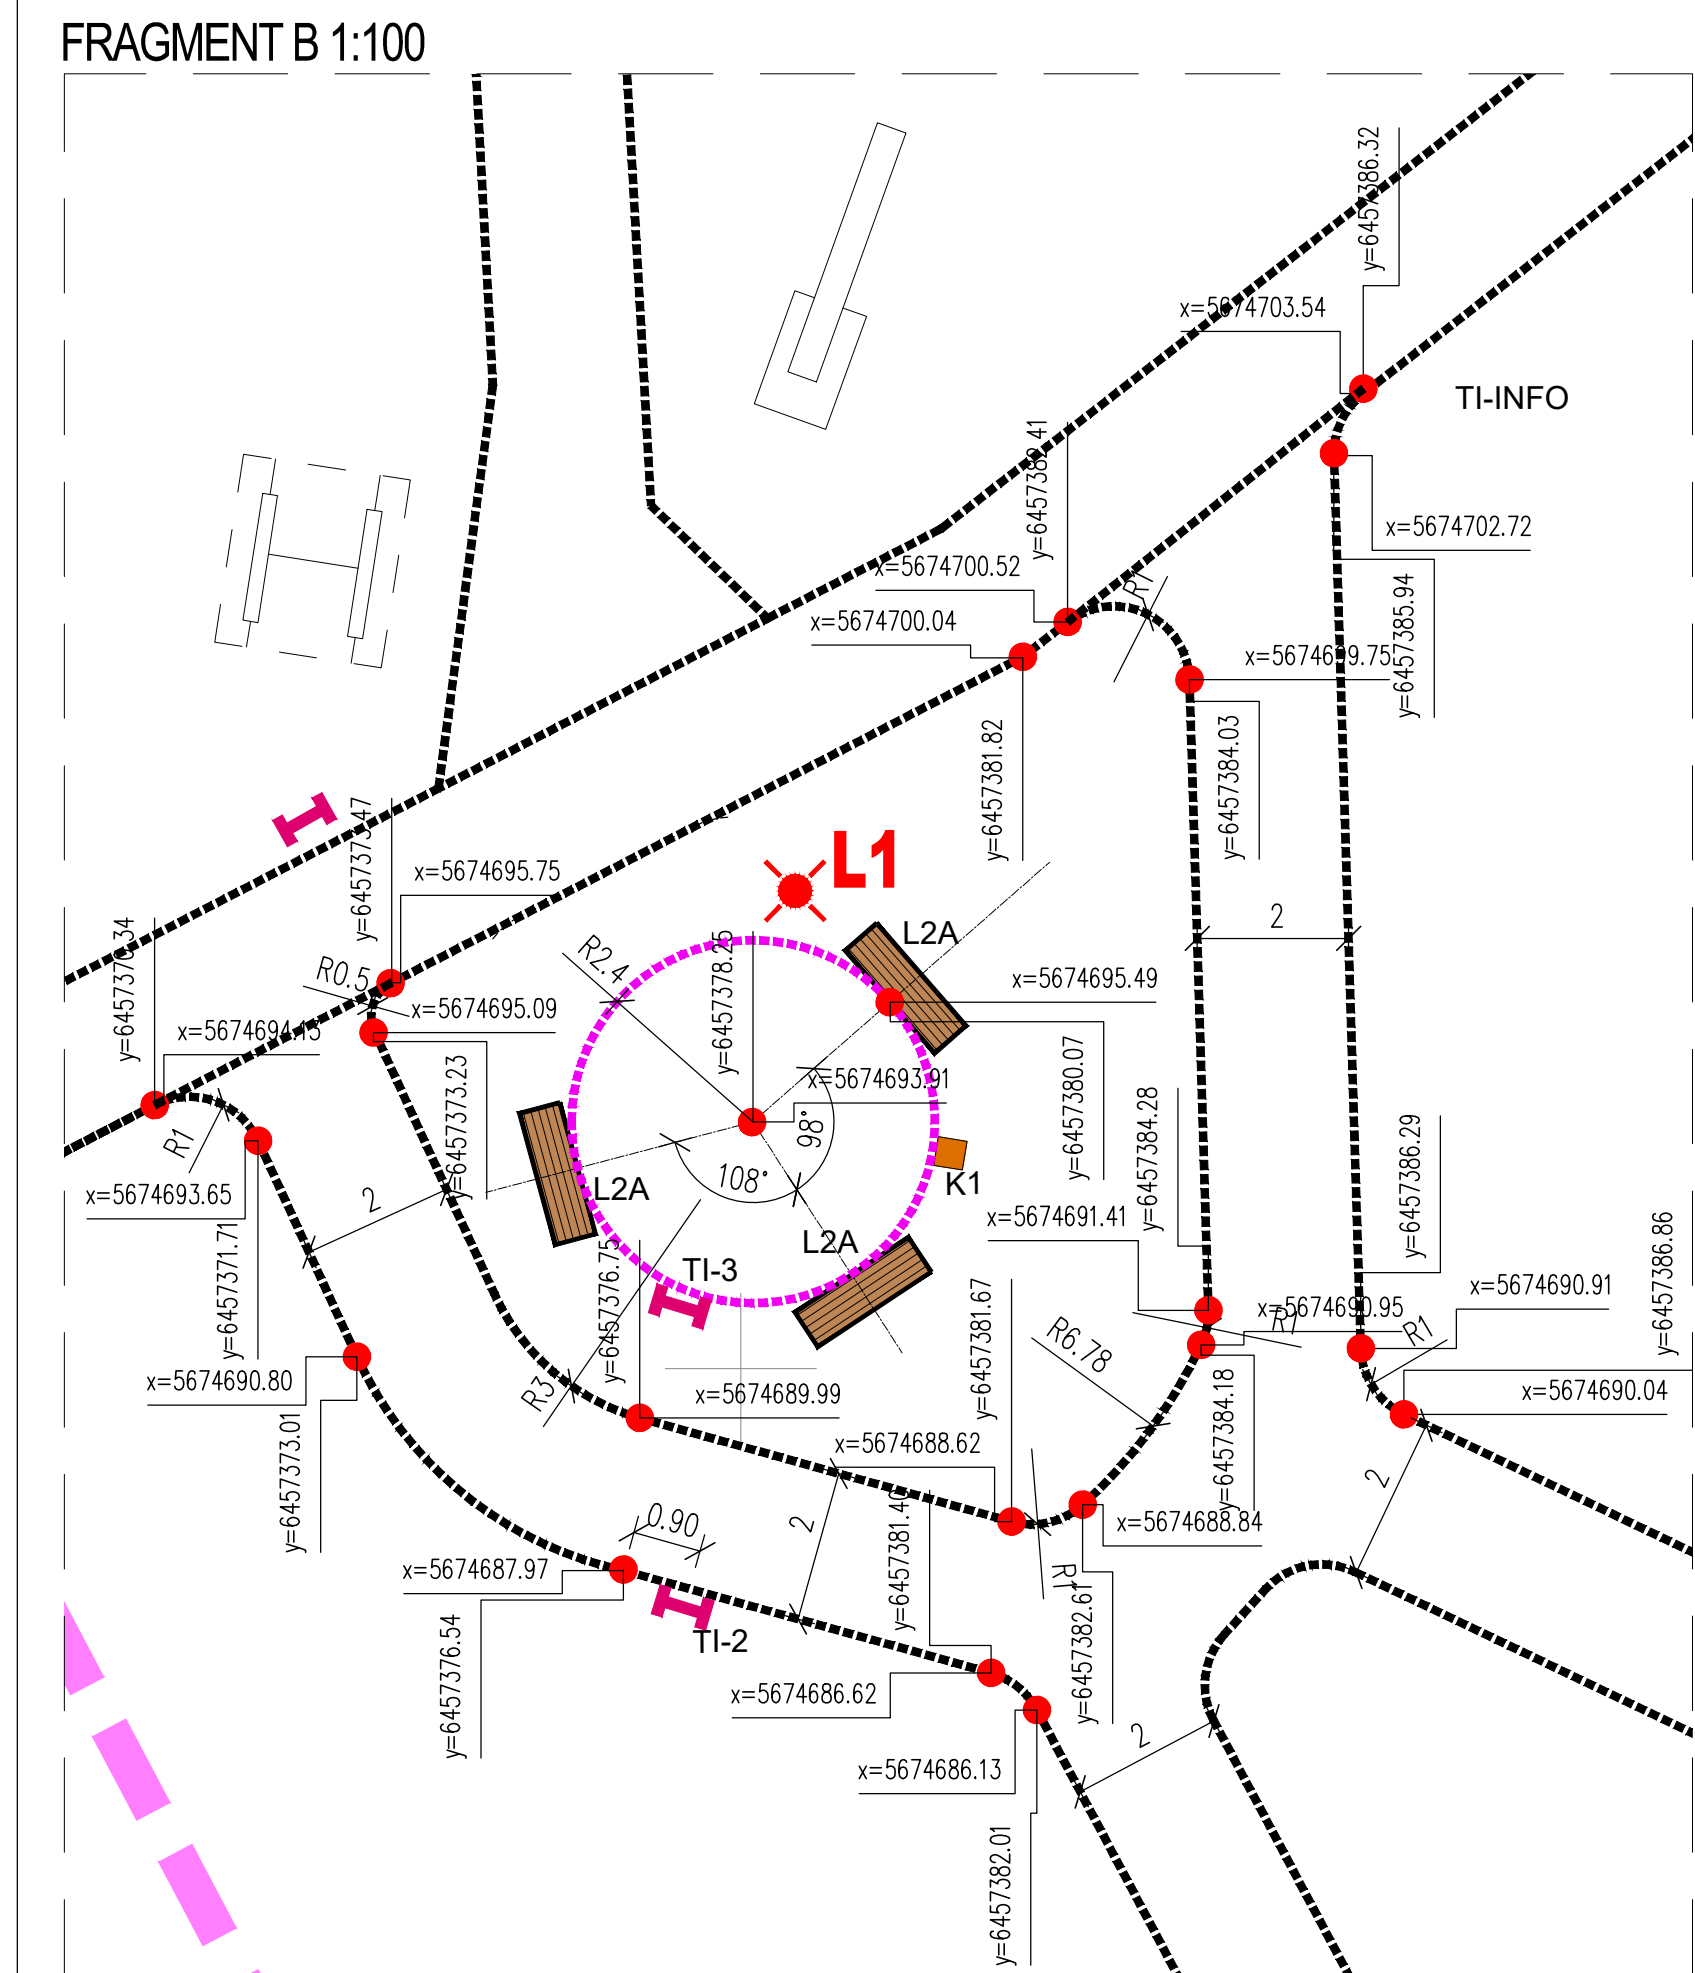 FRAGMENT B 1:100
y=6457386.32
x=5674703.54
TI-INFO
y=6457382.41
x=5674702.72
x=5674700.52
R1
y=6457385.94
x=5674700.04
x=5674699.75
y=6457381.82
y=6457384.03
y=6457373.47
L1
x=5674695.75
2
L2A
y=6457370.34
R0.5
R2.4
y=6457378.25
x=5674695.49
x=5674695.09
x=5674694.15
y=6457373.23
x=5674693.91
y=6457380.07
98°
R1
108°
K1
y=6457384.28
x=5674693.65
2
L2A
x=5674691.41
y=6457386.29
y=6457371.71
L2A
TI-3
y=6457376.75
y=6457386.86
x=5674690.91
x=5674690.95
R1
R1
R6.78
y=6457381.67
x=5674690.80
R3
x=5674689.99
x=5674690.04
y=6457373.01
x=5674688.62
y=6457384.18
2
0.90
2
y=6457381.40
x=5674688.84
x=5674687.97
R1
y=6457382.61
TI-2
y=6457376.54
x=5674686.62
2
x=5674686.13
y=6457382.01